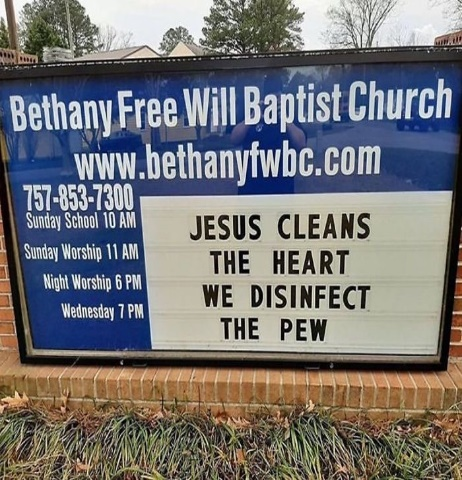 Bethany Free Will Baptist Church
www.bethanyfwbc.com
757-853-7300
Sunday School 10 AM
Sunday Worship 11 AM
Night Worship 6 PM
Wednesday 7 PM
JESUS CLEANS
THE HEART
WE DISINFECT
THE PEW